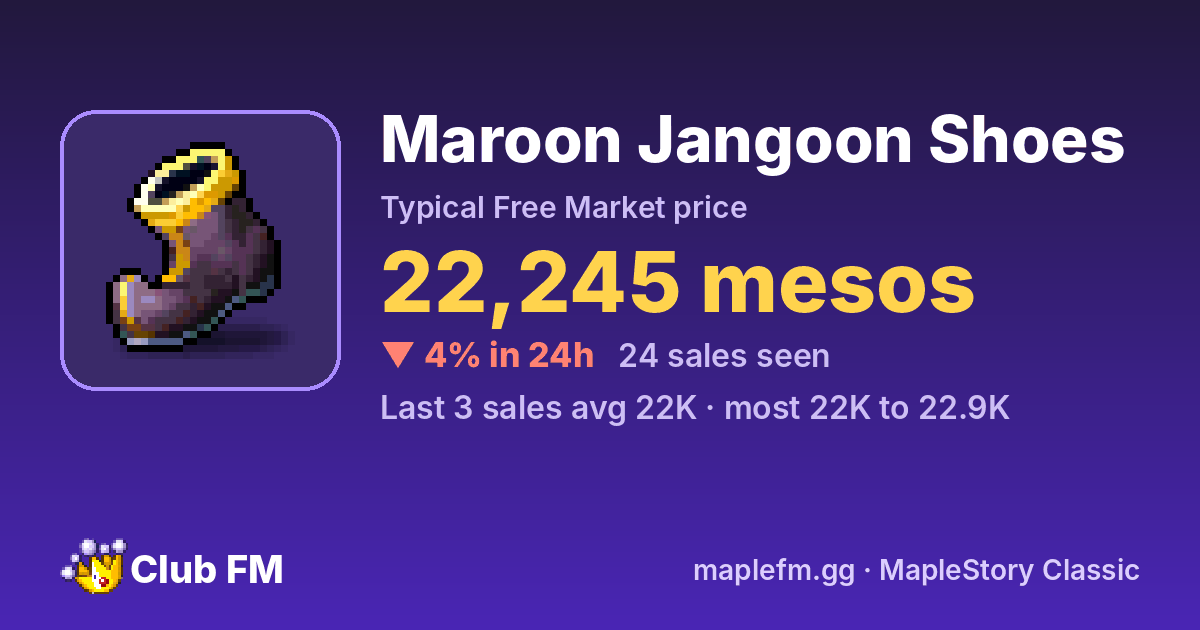 Maroon Jangoon Shoes
Typical Free Market price
22,245 mesos
▼ 4% in 24h 24 sales seen
Last 3 sales avg 22K · most 22K to 22.9K
Club FM
maplefm.gg · MapleStory Classic